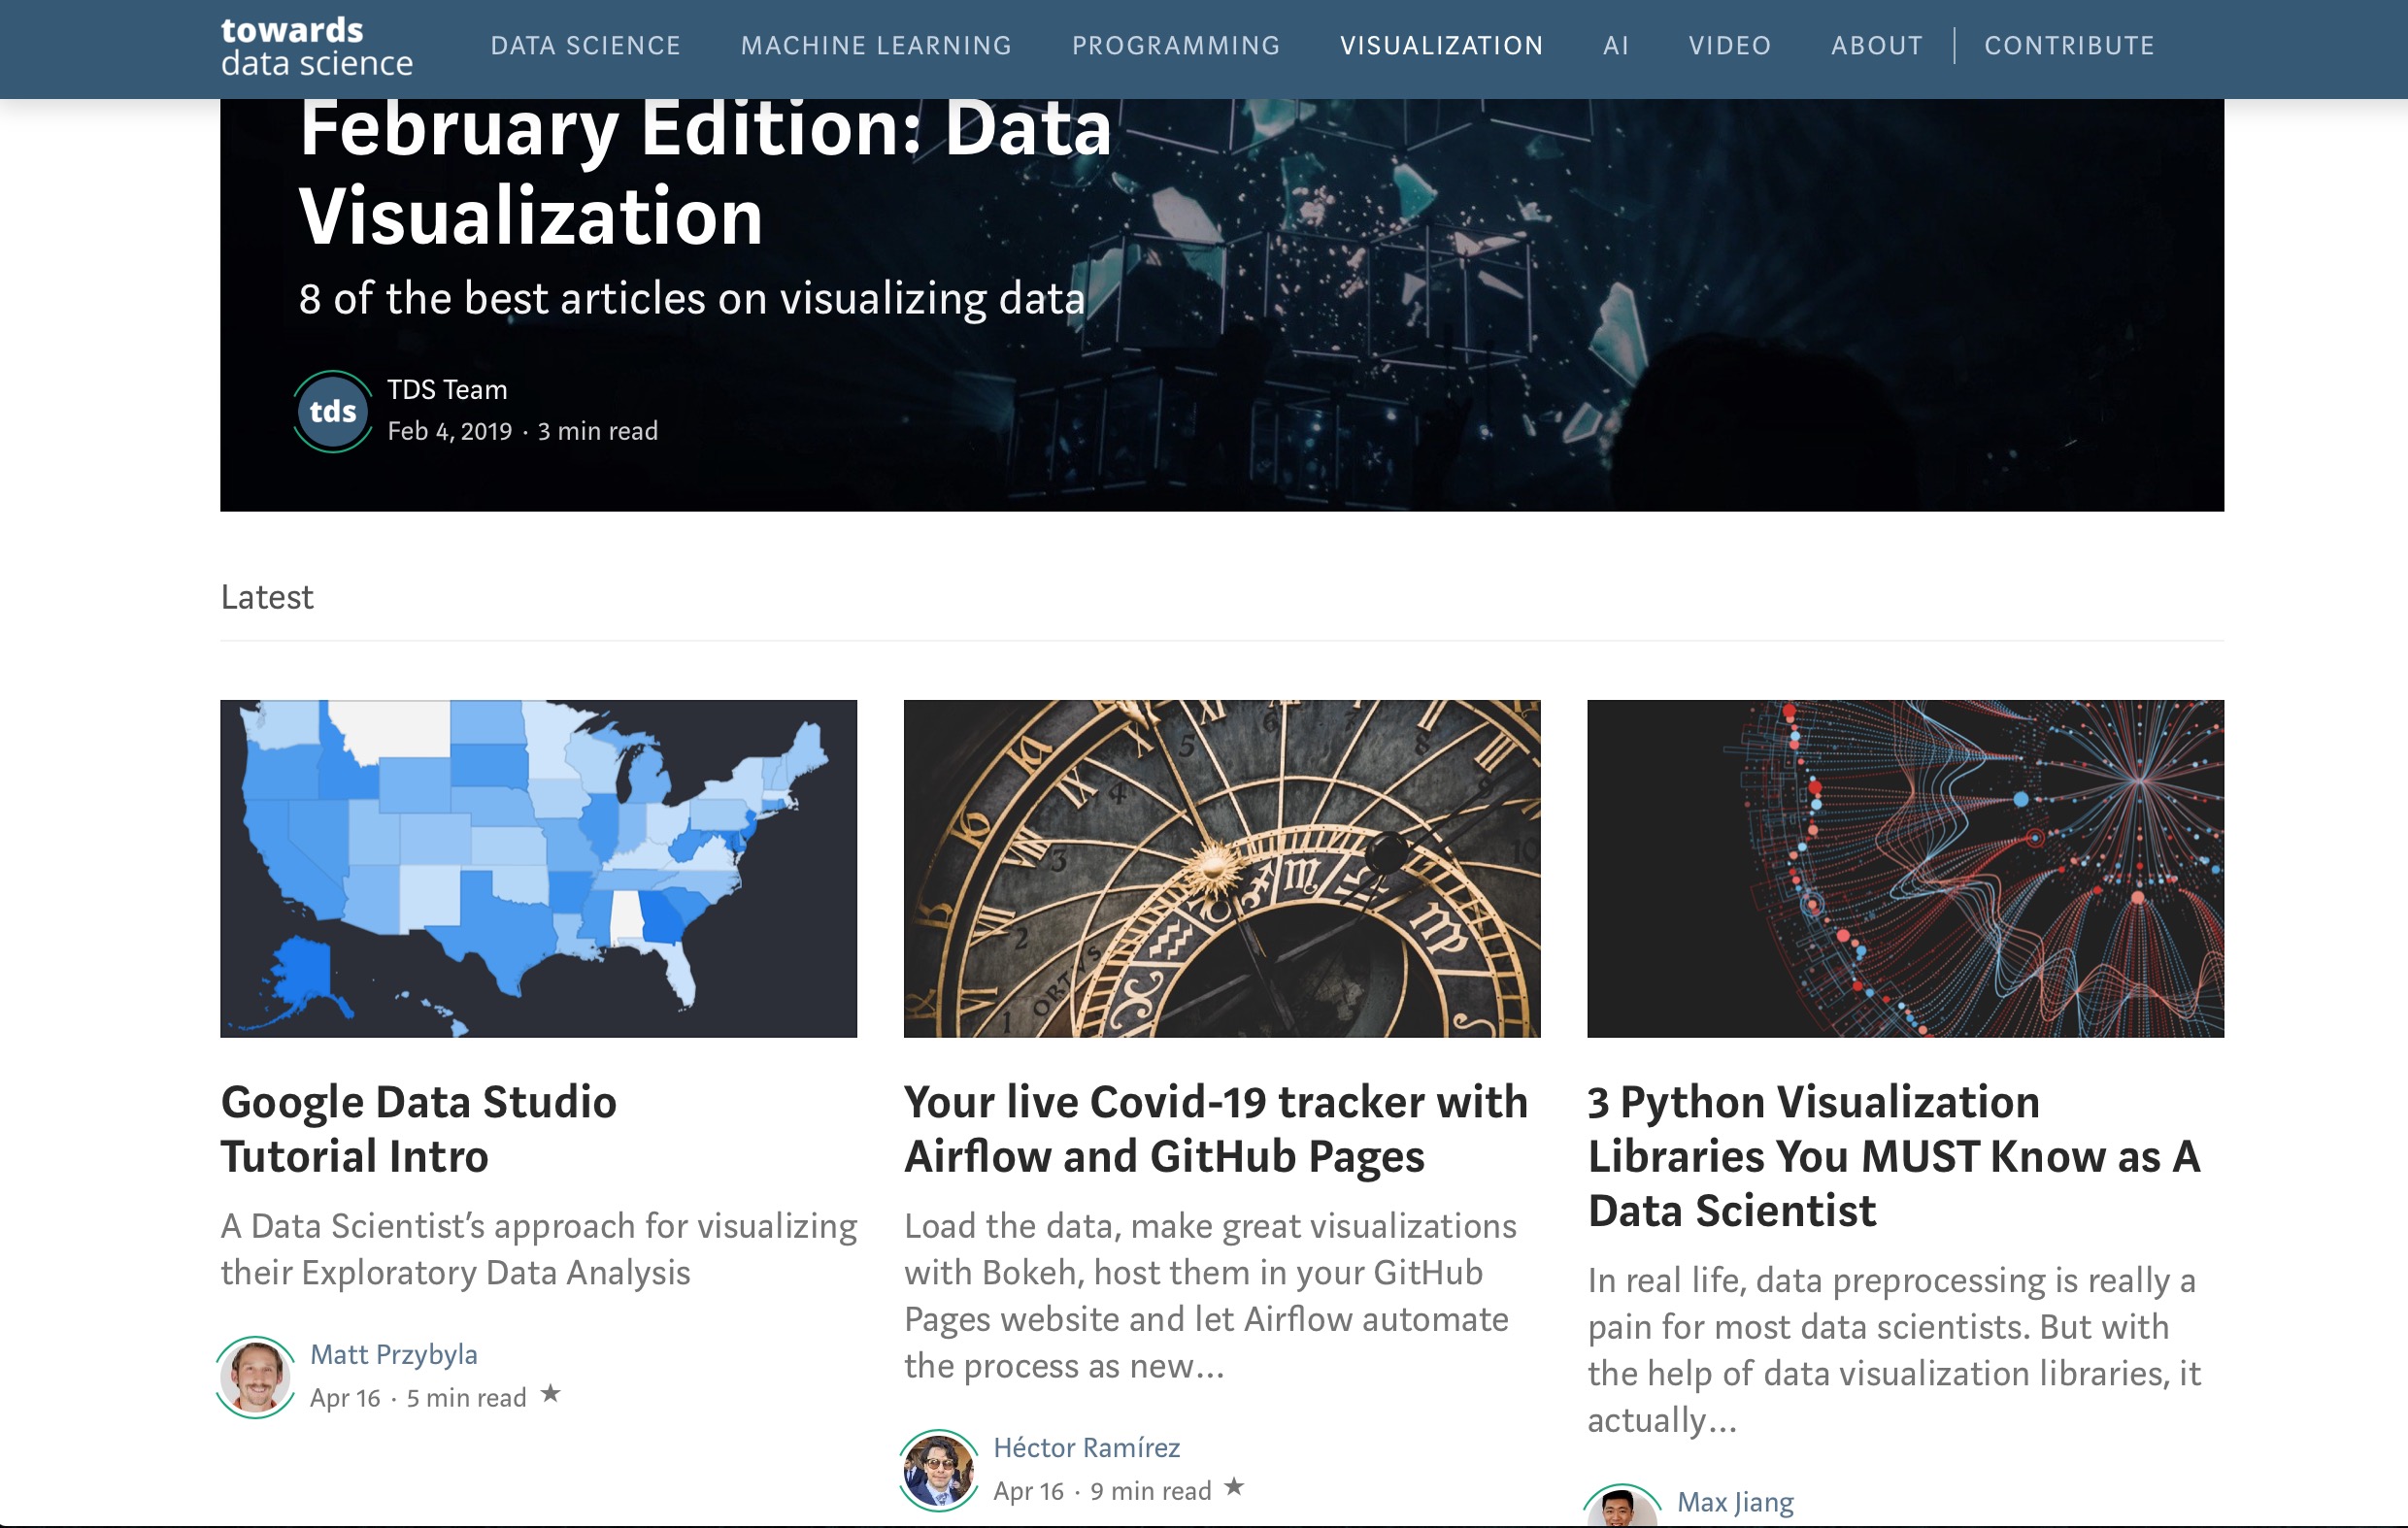 towards
data science
DATA SCIENCE
MACHINE LEARNING
PROGRAMMING
VISUALIZATION
AI
VIDEO
ABOUT
CONTRIBUTE
February Edition: Data
Visualization
8 of the best articles on visualizing data
tds
TDS Team
Feb 4, 2019 · 3 min read
Latest
Google Data Studio
Tutorial Intro
A Data Scientist’s approach for visualizing
their Exploratory Data Analysis
Matt Przybyla
Apr 16 · 5 min read ★
ORTVS
Your live Covid-19 tracker with
Airflow and GitHub Pages
Load the data, make great visualizations
with Bokeh, host them in your GitHub
Pages website and let Airflow automate
the process as new…
Héctor Ramírez
Apr 16 · 9 min read ★
3 Python Visualization
Libraries You MUST Know as A
Data Scientist
In real life, data preprocessing is really a
pain for most data scientists. But with
the help of data visualization libraries, it
actually…
Max Jiang